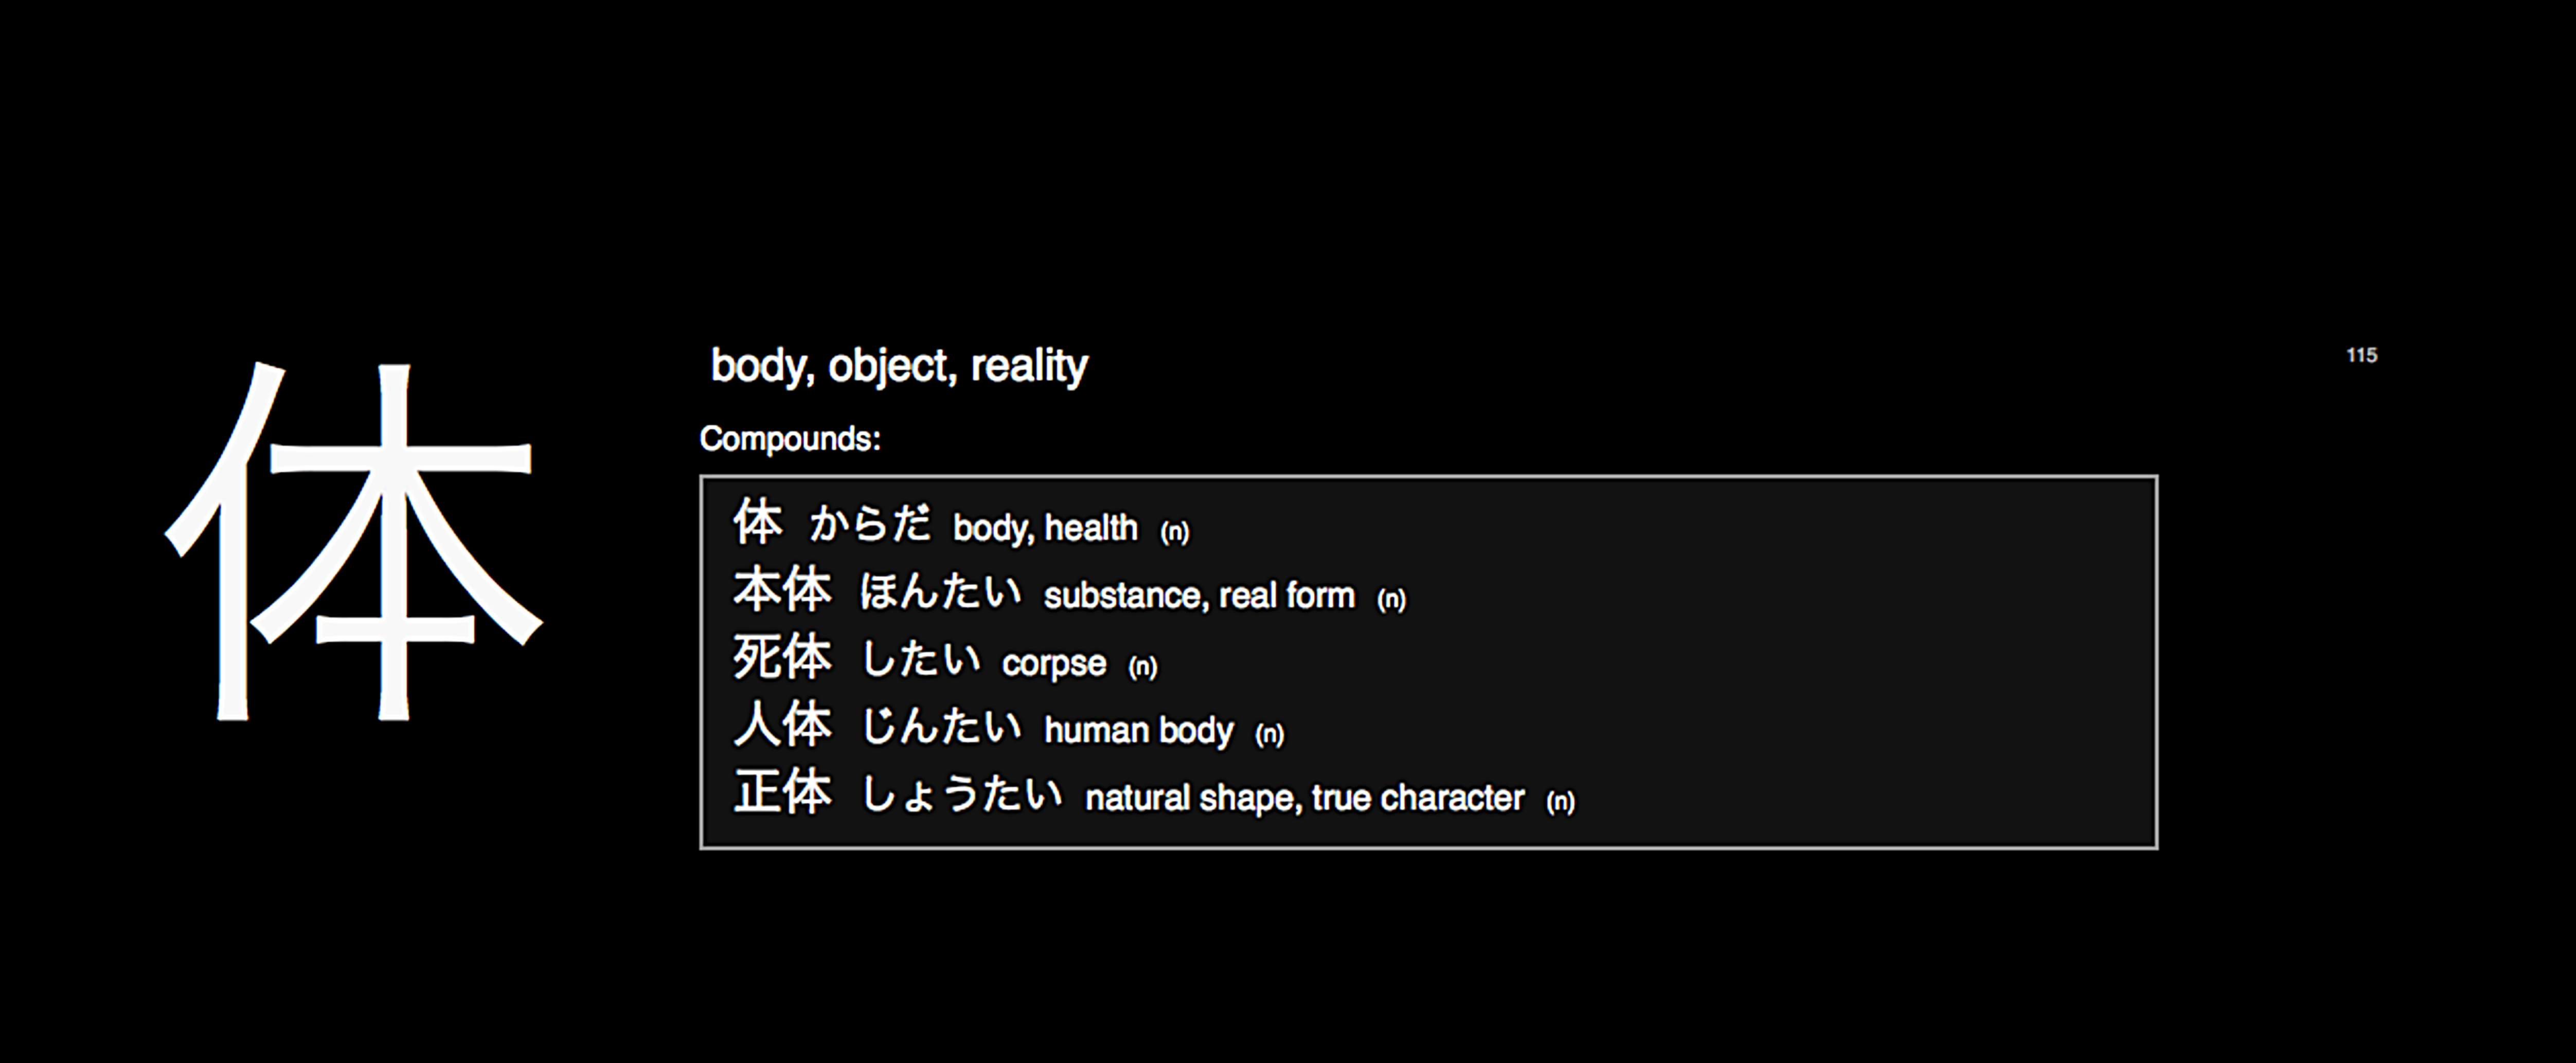 体
body, object, reality
115
Compounds:
体 からだ body, health (n)
本体 ほんたい substance, real form (n)
死体 したい corpse (n)
人体 じんたい human body (n)
正体 しょうたい natural shape, true character (n)